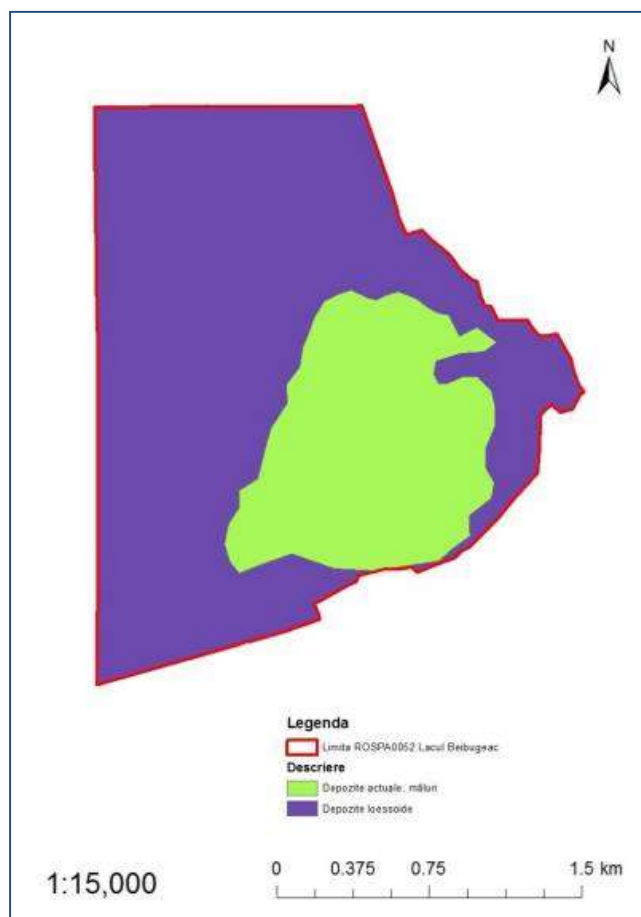 N
Legenda
Limita ROSPA0052 Lacul Beibugeac
Descriere
Depozite actuale: mâluri
Depozite loessoide
1:15,000
0 0.375 0.75 1.5 km